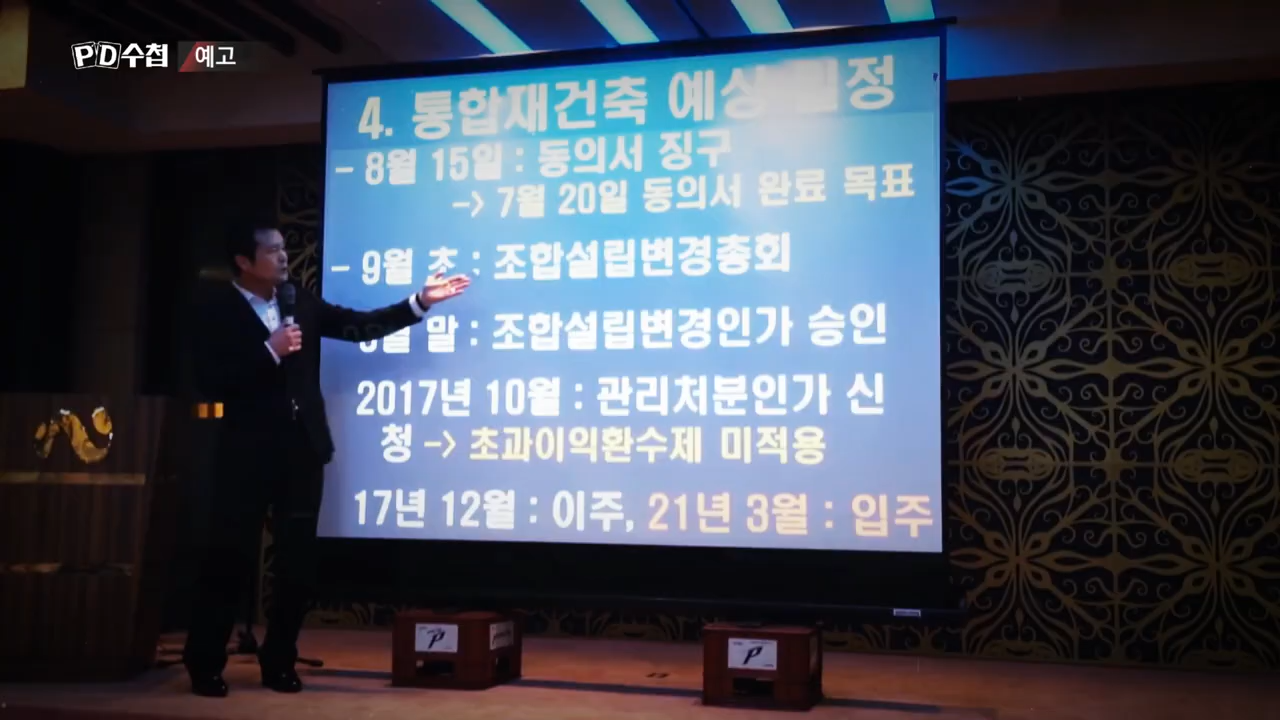 PD수첩 예고
4. 통합재건축 예상 일정
- 8월 15일 : 동의서 징구
-> 7월 20일 동의서 완료 목표
- 9월 초 : 조합설립변경총회
말 : 조합설립변경인가 승인
2017년 10월 : 관리처분인가 신
청 -> 초과이익환수제 미적용
17년 12월 : 이주, 21년 3월 : 입주
P
P